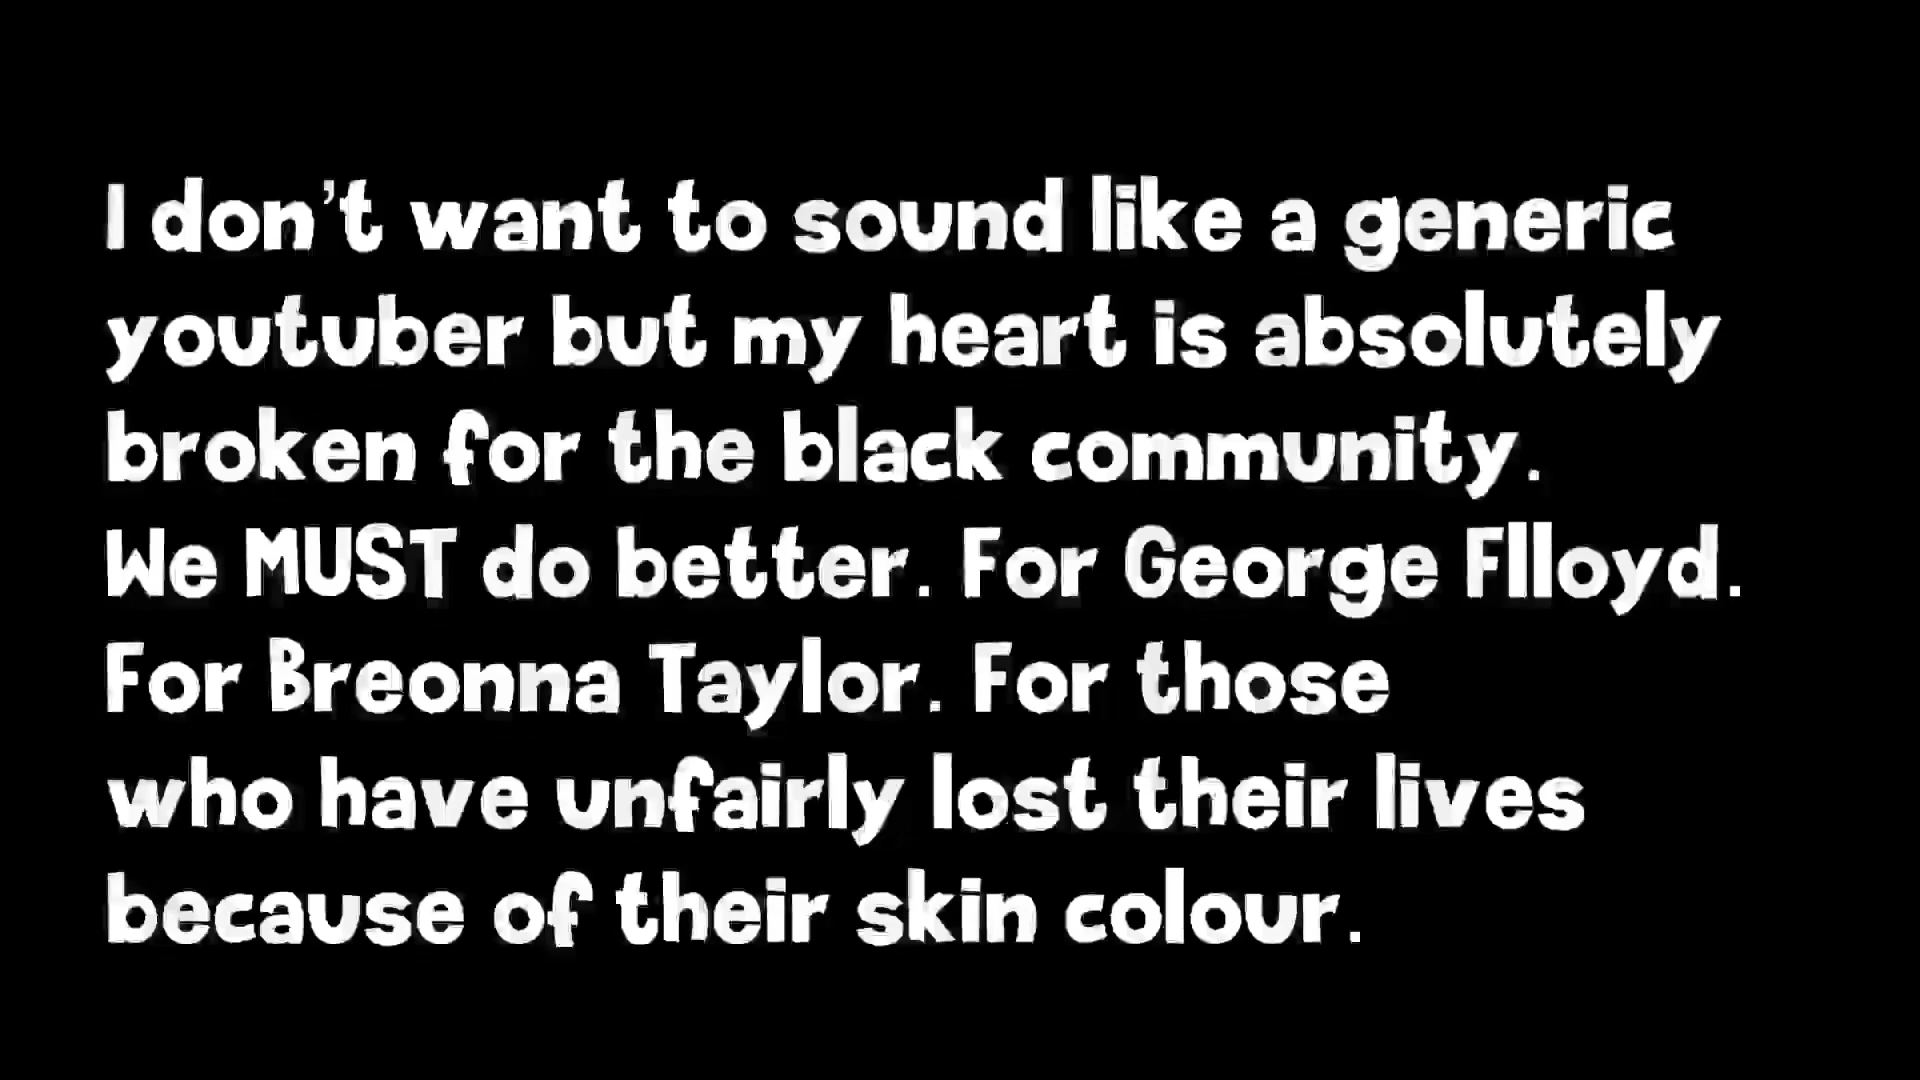 I don't want to sound like a generic
youtuber but my heart is absolutely
broken for the black community.
We MUST do better. For George Flloyd.
For Breonna Taylor. For those
who have unfairly lost their lives
because of their skin colour.